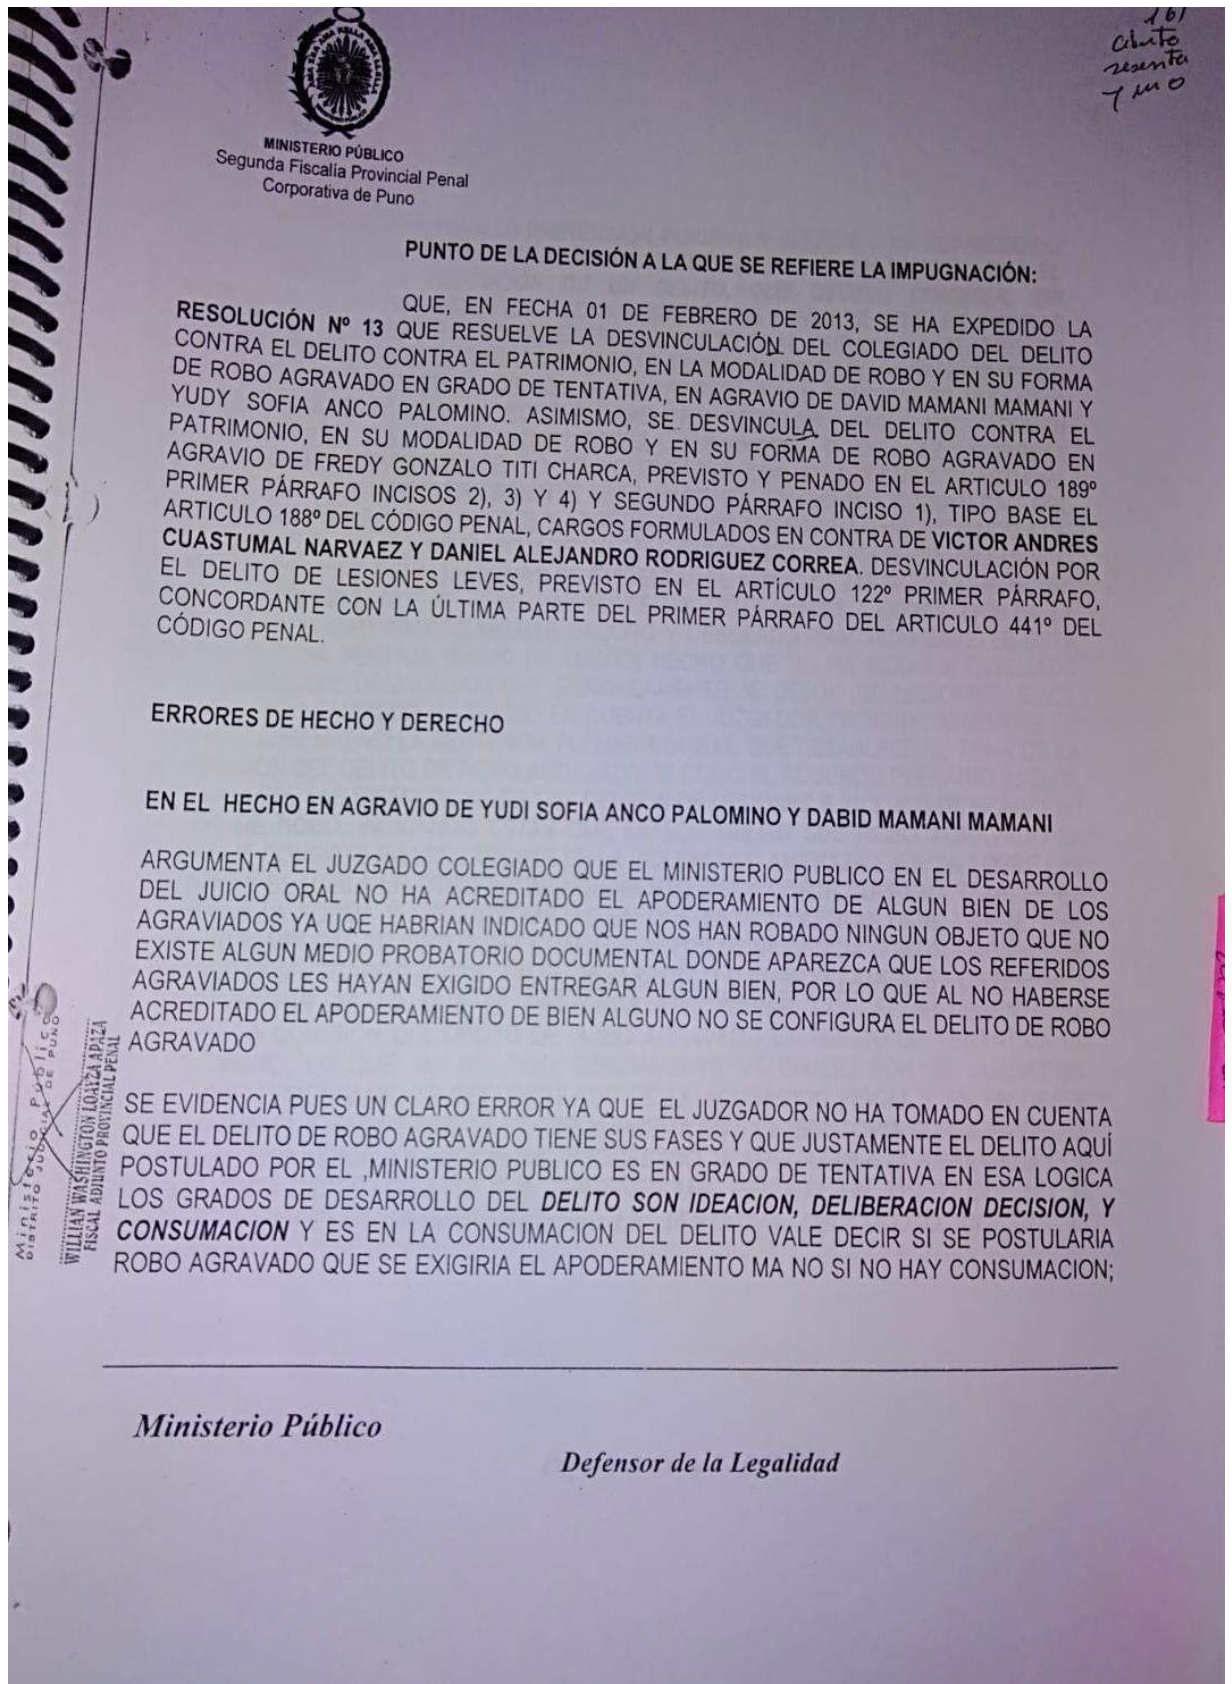 161
ciento
sesenta
y uno
MINISTERIO PÚBLICO
Segunda Fiscalía Provincial Penal
Corporativa de Puno
PUNTO DE LA DECISIÓN A LA QUE SE REFIERE LA IMPUGNACIÓN:
QUE, EN FECHA 01 DE FEBRERO DE 2013, SE HA EXPEDIDO LA
RESOLUCIÓN Nº 13 QUE RESUELVE LA DESVINCULACIÓN DEL COLEGIADO DEL DELITO
CONTRA EL DELITO CONTRA EL PATRIMONIO, EN LA MODALIDAD DE ROBO Y EN SU FORMA
DE ROBO AGRAVADO EN GRADO DE TENTATIVA, EN AGRAVIO DE DAVID MAMANI MAMANI Y
YUDY SOFIA ANCO PALOMINO. ASIMISMO, SE DESVINCULA DEL DELITO CONTRA EL
PATRIMONIO, EN SU MODALIDAD DE ROBO Y EN SU FORMA DE ROBO AGRAVADO EN
AGRAVIO DE FREDY GONZALO TITI CHARCA, PREVISTO Y PENADO EN EL ARTICULO 189º
PRIMER PÁRRAFO INCISOS 2), 3) Y 4) Y SEGUNDO PÁRRAFO INCISO 1), TIPO BASE EL
ARTICULO 188º DEL CÓDIGO PENAL, CARGOS FORMULADOS EN CONTRA DE VICTOR ANDRES
CUASTUMAL NARVAEZ Y DANIEL ALEJANDRO RODRIGUEZ CORREA. DESVINCULACIÓN POR
EL DELITO DE LESIONES LEVES, PREVISTO EN EL ARTÍCULO 122º PRIMER PÁRRAFO,
CONCORDANTE CON LA ÚLTIMA PARTE DEL PRIMER PÁRRAFO DEL ARTICULO 441º DEL
CÓDIGO PENAL.
ERRORES DE HECHO Y DERECHO
EN EL HECHO EN AGRAVIO DE YUDI SOFIA ANCO PALOMINO Y DABID MAMANI MAMANI
ARGUMENTA EL JUZGADO COLEGIADO QUE EL MINISTERIO PUBLICO EN EL DESARROLLO
DEL JUICIO ORAL NO HA ACREDITADO EL APODERAMIENTO DE ALGUN BIEN DE LOS
AGRAVIADOS YA UQE HABRIAN INDICADO QUE NOS HAN ROBADO NINGUN OBJETO QUE NO
EXISTE ALGUN MEDIO PROBATORIO DOCUMENTAL DONDE APAREZCA QUE LOS REFERIDOS
AGRAVIADOS LES HAYAN EXIGIDO ENTREGAR ALGUN BIEN, POR LO QUE AL NO HABERSE
ACREDITADO EL APODERAMIENTO DE BIEN ALGUNO NO SE CONFIGURA EL DELITO DE ROBO
AGRAVADO
SE EVIDENCIA PUES UN CLARO ERROR YA QUE EL JUZGADOR NO HA TOMADO EN CUENTA
QUE EL DELITO DE ROBO AGRAVADO TIENE SUS FASES Y QUE JUSTAMENTE EL DELITO AQUÍ
POSTULADO POR EL ,MINISTERIO PUBLICO ES EN GRADO DE TENTATIVA EN ESA LOGICA
LOS GRADOS DE DESARROLLO DEL DELITO SON IDEACION, DELIBERACION DECISION, Y
CONSUMACION Y ES EN LA CONSUMACION DEL DELITO VALE DECIR SI SE POSTULARIA
ROBO AGRAVADO QUE SE EXIGIRIA EL APODERAMIENTO MA NO SI NO HAY CONSUMACION;
Ministerio Público
DISTRITO JUDICIAL DE PUNO
WILLIAN WASHINGTON LOAYZA APAZA
FISCAL ADJUNTO PROVINCIAL PENAL
Ministerio Público
Defensor de la Legalidad